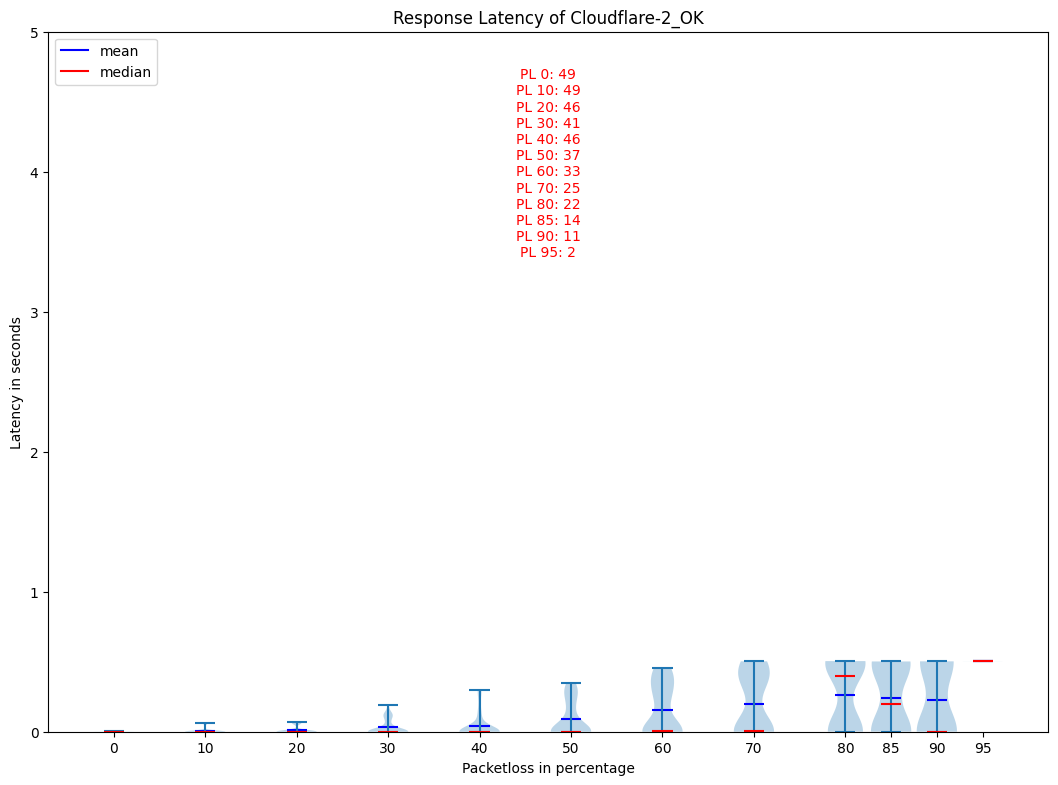 Response Latency of Cloudflare-2_OK
mean
median
PL 0: 49
PL 10: 49
PL 20: 46
PL 30: 41
PL 40: 46
PL 50: 37
PL 60: 33
PL 70: 25
PL 80: 22
PL 85: 14
PL 90: 11
PL 95: 2
Latency in seconds
5
4
3
2
1
0
0 10 20 30 40 50 60 70 80 85 90 95
Packetloss in percentage